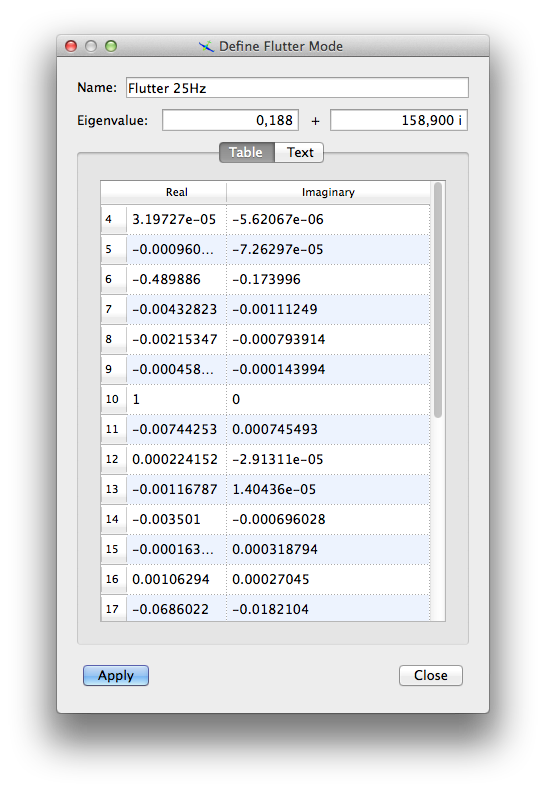 Define Flutter Mode
Name: Flutter 25Hz
Eigenvalue: 0,188 + 158,900 i
Table Text
Real Imaginary
4 3.19727e-05 -5.62067e-06
5 -0.000960... -7.26297e-05
6 -0.489886 -0.173996
7 -0.00432823 -0.00111249
8 -0.00215347 -0.000793914
9 -0.000458... -0.000143994
10 1 0
11 -0.00744253 0.000745493
12 0.000224152 -2.91311e-05
13 -0.00116787 1.40436e-05
14 -0.003501 -0.000696028
15 -0.000163... 0.000318794
16 0.00106294 0.00027045
17 -0.0686022 -0.0182104
Apply Close